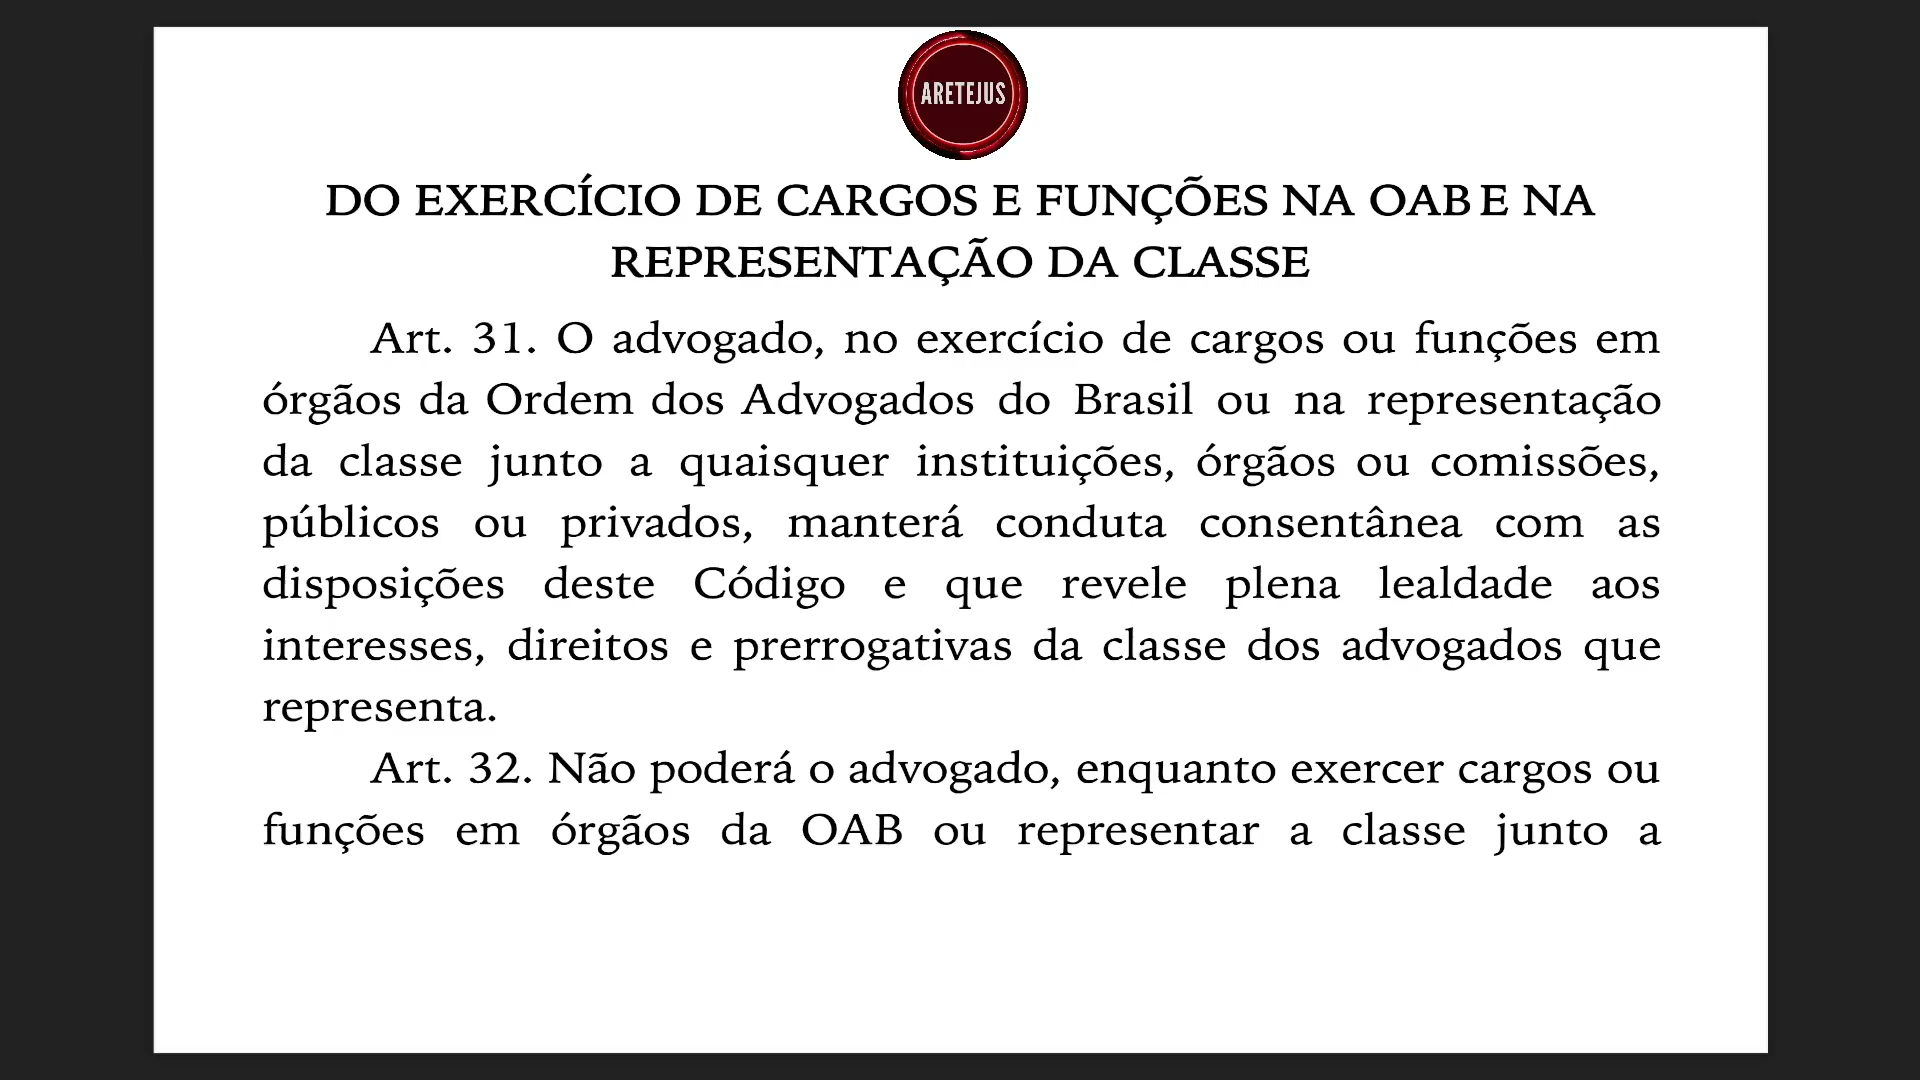 ARETEJUS
DO EXERCÍCIO DE CARGOS E FUNÇÕES NA OAB E NA
REPRESENTAÇÃO DA CLASSE
Art. 31. O advogado, no exercício de cargos ou funções em
órgãos da Ordem dos Advogados do Brasil ou na representação
da classe junto a quaisquer instituições, órgãos ou comissões,
públicos ou privados, manterá conduta consentânea com as
disposições deste Código e que revele plena lealdade aos
interesses, direitos e prerrogativas da classe dos advogados que
representa.
Art. 32. Não poderá o advogado, enquanto exercer cargos ou
funções em órgãos da OAB ou representar a classe junto a